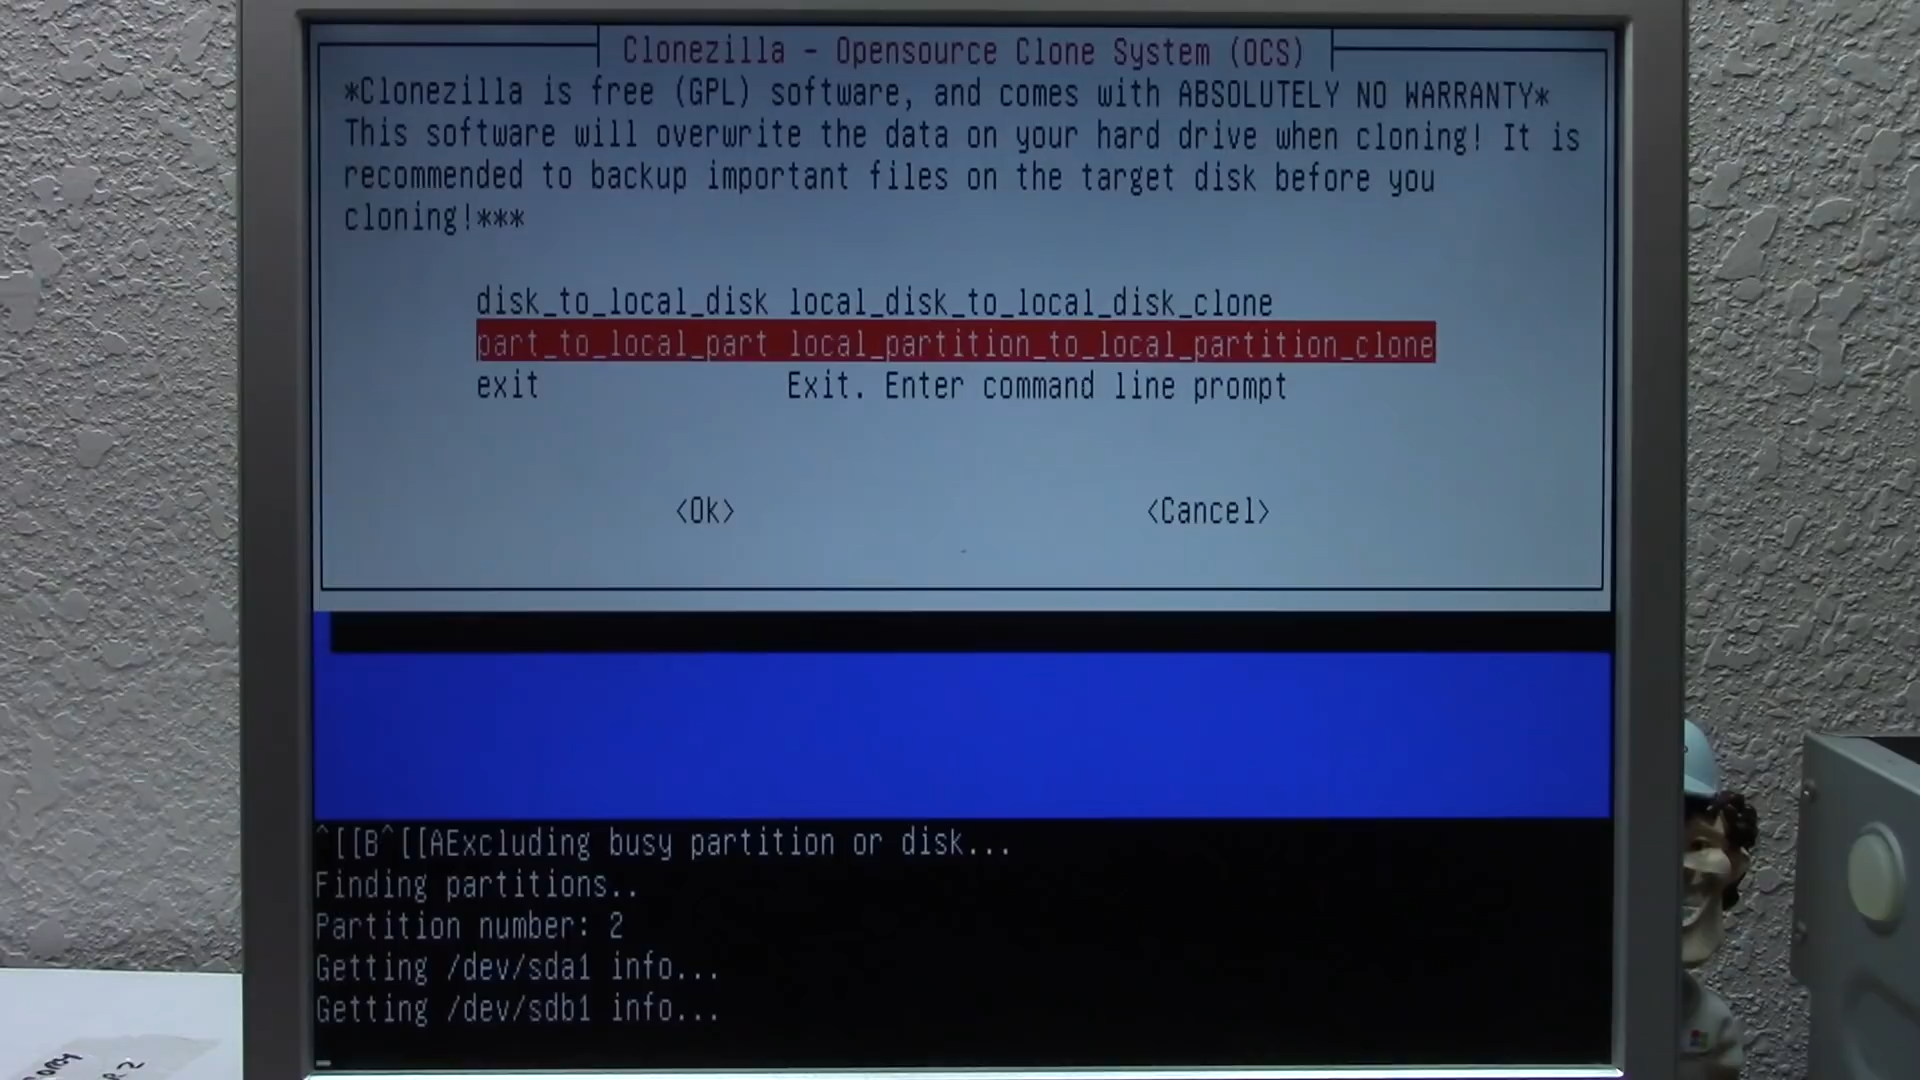 Clonezilla - Opensource Clone System (OCS)
*Clonezilla is free (GPL) software, and comes with ABSOLUTELY NO WARRANTY*
This software will overwrite the data on your hard drive when cloning! It is
recommended to backup important files on the target disk before you
cloning!***
disk_to_local_disk local_disk_to_local_disk_clone
part_to_local_part local_partition_to_local_partition_clone
exit Exit. Enter command line prompt
<Ok> <Cancel>
^[[B^[[AExcluding busy partition or disk...
Finding partitions..
Partition number: 2
Getting /dev/sda1 info...
Getting /dev/sdb1 info...